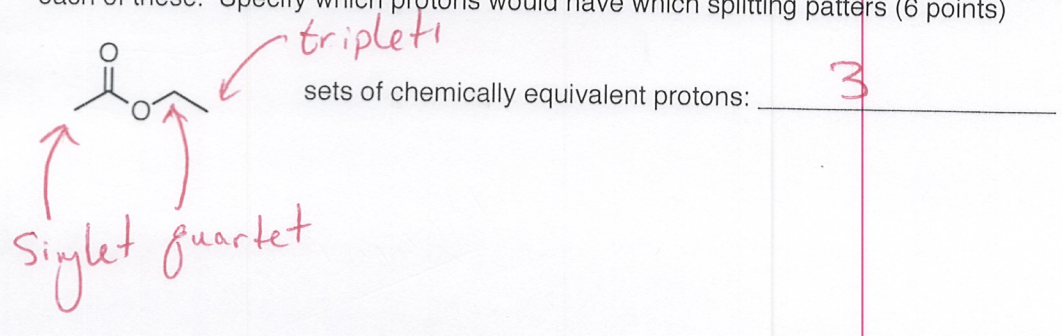 each of these. Specify which protons would have which splitting patters (6 points)
triplet
O
sets of chemically equivalent protons: 3
O
Singlet quartet